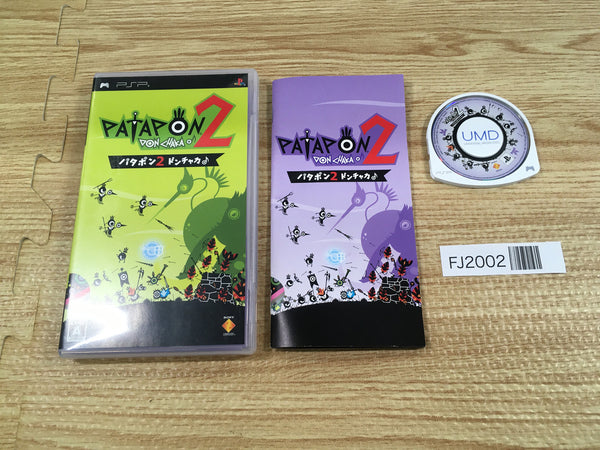 PSP
PATAPON 2
DON CHAKA♪
パタポン2 ドンチャカ♪
SONY
A
PATAPON 2
DON CHAKA♪
パタポン2 ドンチャカ♪
UMD
FJ2002